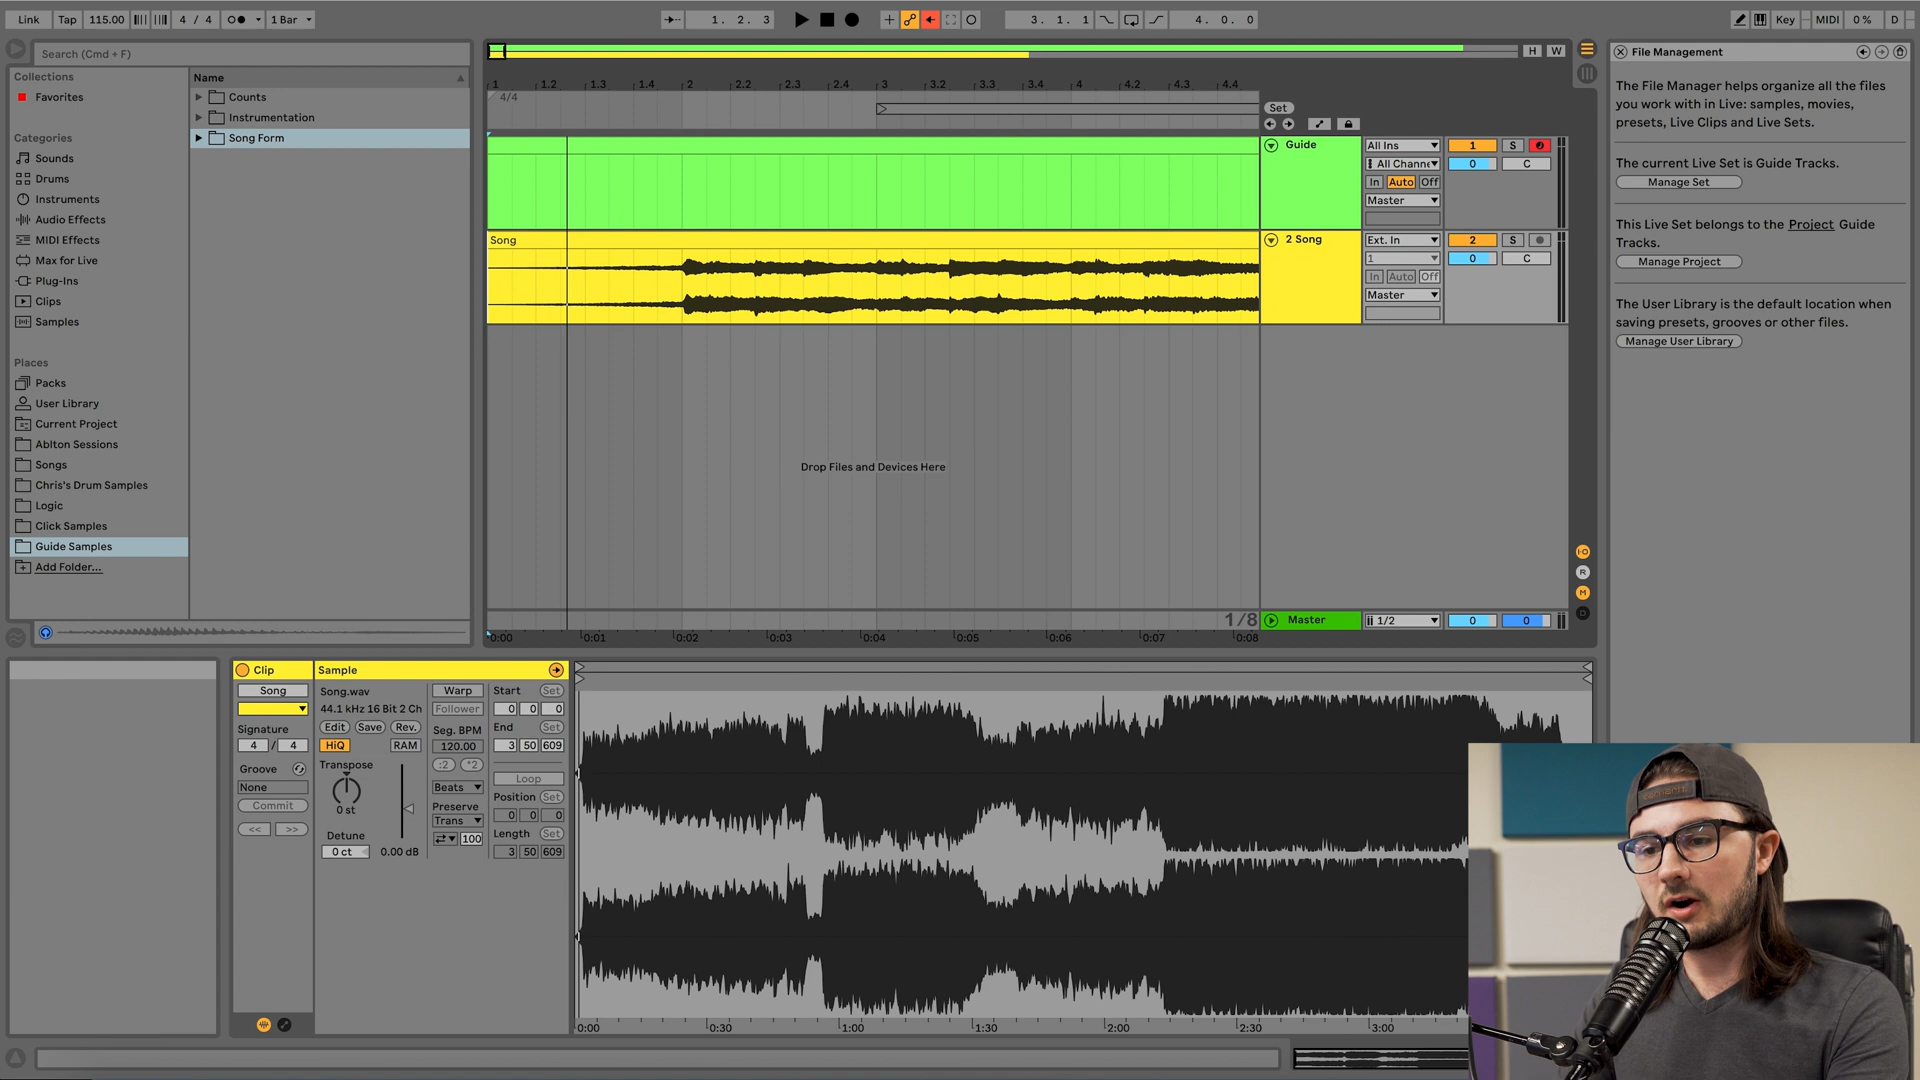 Link Tap 115.00 4 / 4 1 Bar 1. 2. 3 3. 1. 1 4. 0. 0 Key MIDI 0 % D
Search (Cmd + F)
Collections
Favorites
Categories
Sounds
Drums
Instruments
Audio Effects
MIDI Effects
Max for Live
Plug-Ins
Clips
Samples
Places
Packs
User Library
Current Project
Ablton Sessions
Songs
Chris's Drum Samples
Logic
Click Samples
Guide Samples
Add Folder...
Name
Counts
Instrumentation
Song Form
H W
1 1.2 1.3 1.4 2 2.2 2.3 2.4 3 3.2 3.3 3.4 4 4.2 4.3 4.4
4/4
Set
Guide All Ins 1 S
All Channe 0 C
In Auto Off
Master
Song 2 Song Ext. In 2 S
1 0 C
In Auto Off
Master
Drop Files and Devices Here
R
M
D
1/8 Master 1/2 0 0
0:00 0:01 0:02 0:03 0:04 0:05 0:06 0:07 0:08
File Management
The File Manager helps organize all the files
you work with in Live: samples, movies,
presets, Live Clips and Live Sets.
The current Live Set is Guide Tracks.
Manage Set
This Live Set belongs to the Project Guide
Tracks.
Manage Project
The User Library is the default location when
saving presets, grooves or other files.
Manage User Library
Clip
Song
Signature
4 / 4
Groove
None
Commit
<< >>
Sample
Song.wav
44.1 kHz 16 Bit 2 Ch
Edit Save Rev.
HiQ RAM
Transpose
0 st
Detune
0 ct 0.00 dB
Warp
Follower
Seg. BPM
120.00
:2 *2
Beats
Preserve
Trans
100
Start Set
0 0 0
End Set
3 50 609
Loop
Position Set
0 0 0
Length Set
3 50 609
0:00 0:30 1:00 1:30 2:00 2:30 3:00